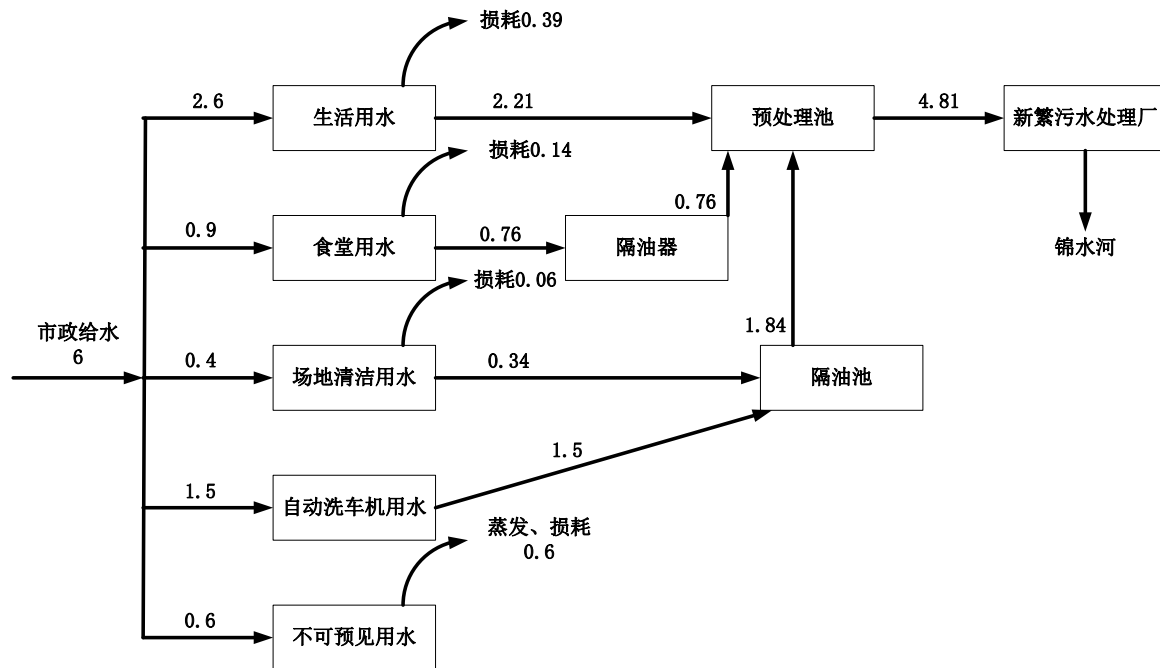 损耗0.39
2.6
生活用水
2.21
预处理池
4.81
新繁污水处理厂
损耗0.14
0.76
0.9
食堂用水
0.76
隔油器
锦水河
损耗0.06
市政给水
6
0.4
场地清洁用水
0.34
1.84
隔油池
1.5
1.5
自动洗车机用水
蒸发、损耗
0.6
0.6
不可预见用水